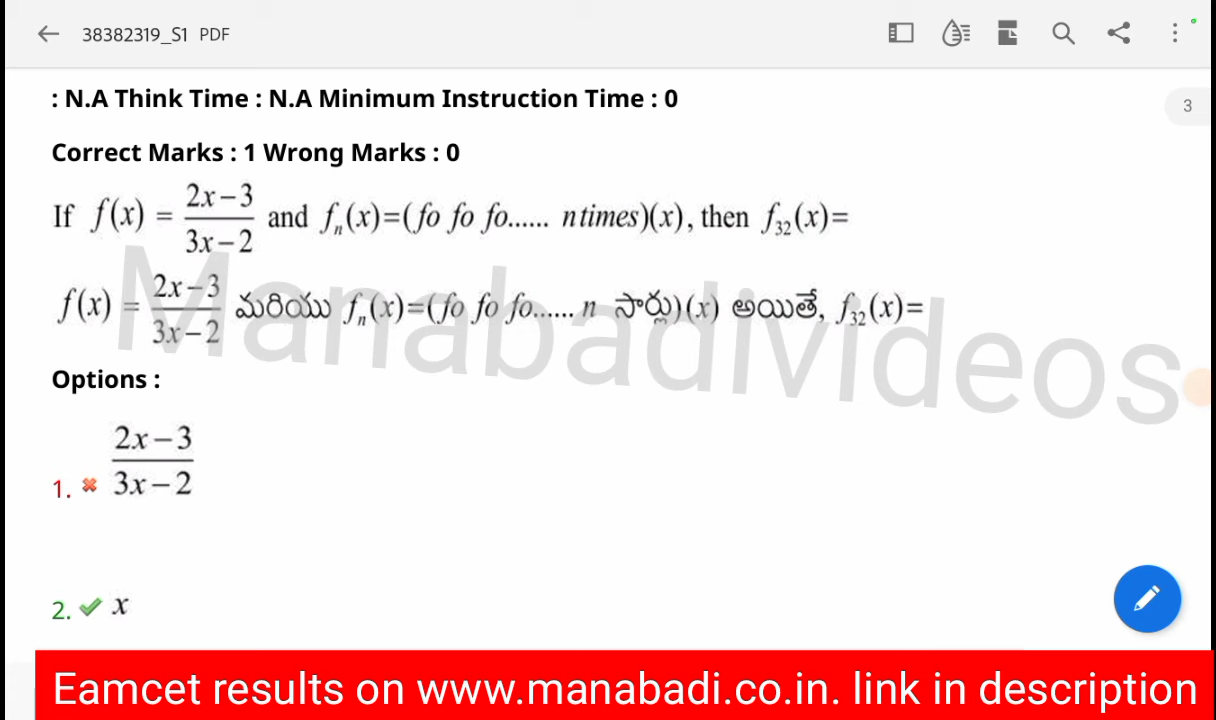 38382319_S1 PDF
: N.A Think Time : N.A Minimum Instruction Time : 0
3
Correct Marks : 1 Wrong Marks : 0
If f(x) = (2x-3)/(3x-2) and fₙ(x)=(fo fo fo...... n times)(x), then f₃₂(x)=
f(x) = (2x-3)/(3x-2) మరియు fₙ(x)=(fo fo fo...... n సార్లు)(x) అయితే, f₃₂(x)=
Manabadivideos
Options :
1. ✖ (2x-3)/(3x-2)
2. ✔ x
Eamcet results on www.manabadi.co.in. link in description